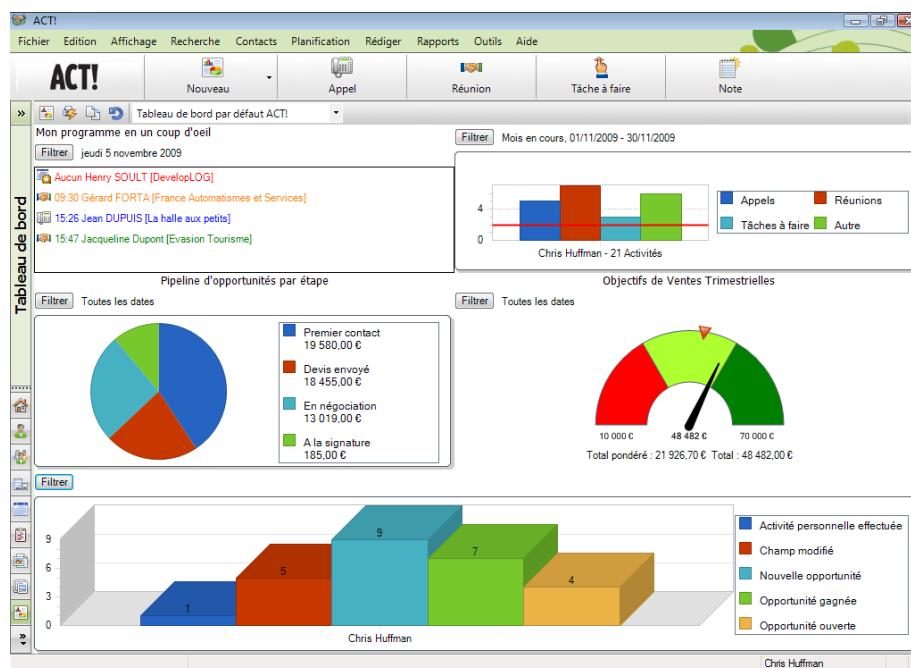 ACT!
Fichier Edition Affichage Recherche Contacts Planification Rédiger Rapports Outils Aide
ACT!
Nouveau Appel Réunion Tâche à faire Note
» Tableau de bord par défaut ACT!
Tableau de bord
Mon programme en un coup d'oeil
Filtrer jeudi 5 novembre 2009
Aucun Henry SOULT [DevelopLOG]
09:30 Gérard FORTA [France Automatismes et Services]
15:26 Jean DUPUIS [La halle aux petits]
15:47 Jacqueline Dupont [Evasion Tourisme]
Filtrer Mois en cours, 01/11/2009 - 30/11/2009
4
0
Appels Réunions
Tâches à faire Autre
Chris Huffman - 21 Activités
Pipeline d'opportunités par étape
Filtrer Toutes les dates
Premier contact
19 580,00 €
Devis envoyé
18 455,00 €
En négociation
13 019,00 €
A la signature
185,00 €
Objectifs de Ventes Trimestrielles
Filtrer Toutes les dates
10 000 € 48 482 € 70 000 €
Total pondéré : 21 926,70 € Total : 48 482,00 €
Filtrer
9
6
3
0
1
5
9
7
4
Chris Huffman
Activité personnelle effectuée
Champ modifié
Nouvelle opportunité
Opportunité gagnée
Opportunité ouverte
»
Chris Huffman